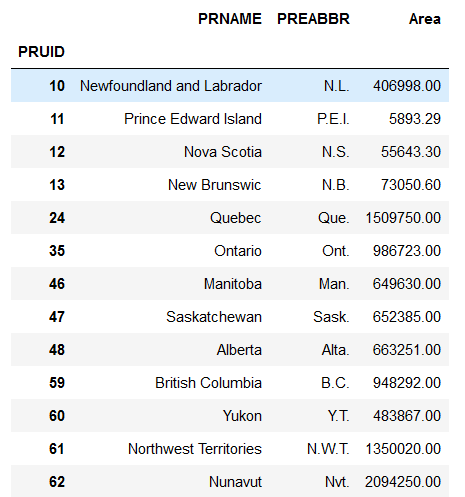 PRNAME PREABBR Area
PRUID
10 Newfoundland and Labrador N.L. 406998.00
11 Prince Edward Island P.E.I. 5893.29
12 Nova Scotia N.S. 55643.30
13 New Brunswic N.B. 73050.60
24 Quebec Que. 1509750.00
35 Ontario Ont. 986723.00
46 Manitoba Man. 649630.00
47 Saskatchewan Sask. 652385.00
48 Alberta Alta. 663251.00
59 British Columbia B.C. 948292.00
60 Yukon Y.T. 483867.00
61 Northwest Territories N.W.T. 1350020.00
62 Nunavut Nvt. 2094250.00